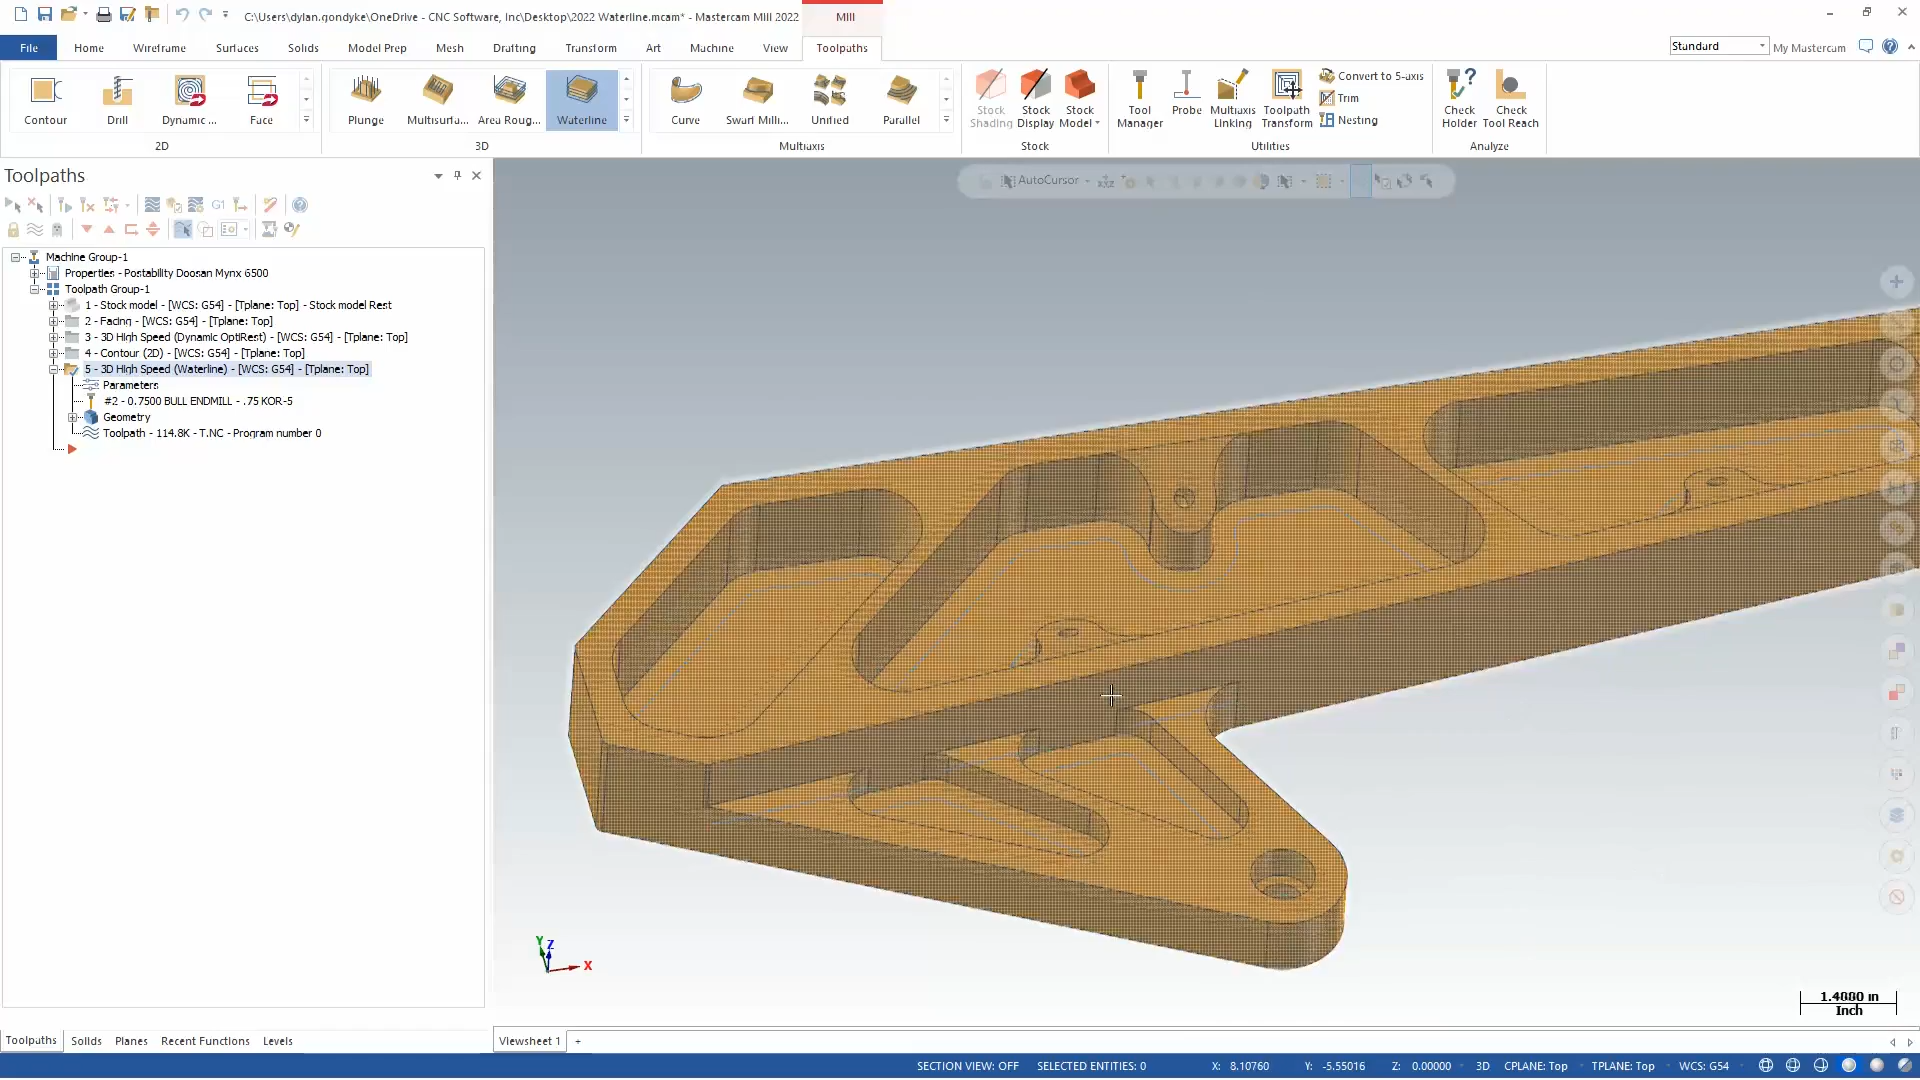 C:\Users\dylan.gondyke\OneDrive - CNC Software, Inc\Desktop\2022 Waterline.mcam* - Mastercam Mill 2022
Mill
File
Home
Wireframe
Surfaces
Solids
Model Prep
Mesh
Drafting
Transform
Art
Machine
View
Toolpaths
Standard
My Mastercam
Contour
Drill
Dynamic ...
Face
2D
Plunge
Multisurfa...
Area Roug...
Waterline
3D
Curve
Swarf Milli...
Unified
Parallel
Multiaxis
Stock Shading
Stock Display
Stock Model
Stock
Tool Manager
Probe
Multiaxis Linking
Toolpath Transform
Convert to 5-axis
Trim
Nesting
Utilities
Check Holder
Check Tool Reach
Analyze
Toolpaths
G1
AutoCursor
Machine Group-1
Properties - Postability Doosan Mynx 6500
Toolpath Group-1
1 - Stock model - [WCS: G54] - [Tplane: Top] - Stock model Rest
2 - Facing - [WCS: G54] - [Tplane: Top]
3 - 3D High Speed (Dynamic OptiRest) - [WCS: G54] - [Tplane: Top]
4 - Contour (2D) - [WCS: G54] - [Tplane: Top]
5 - 3D High Speed (Waterline) - [WCS: G54] - [Tplane: Top]
Parameters
#2 - 0.7500 BULL ENDMILL - .75 KOR-5
Geometry
Toolpath - 114.8K - T.NC - Program number 0
Y
Z
X
1.4080 in
Inch
Toolpaths
Solids
Planes
Recent Functions
Levels
Viewsheet 1
+
SECTION VIEW: OFF
SELECTED ENTITIES: 0
X: 8.10760
Y: -5.55016
Z: 0.00000
3D
CPLANE: Top
TPLANE: Top
WCS: G54